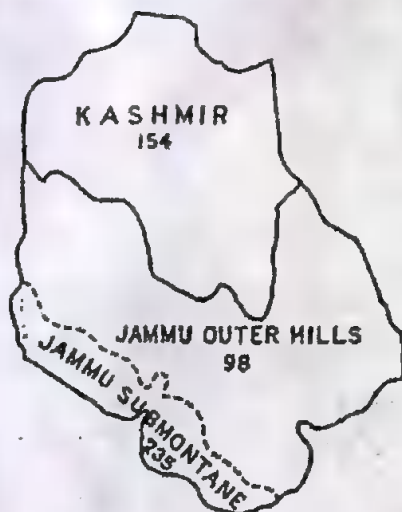 KASHMIR
154
JAMMU OUTER HILLS
98
JAMMU SUBMONTANE
235